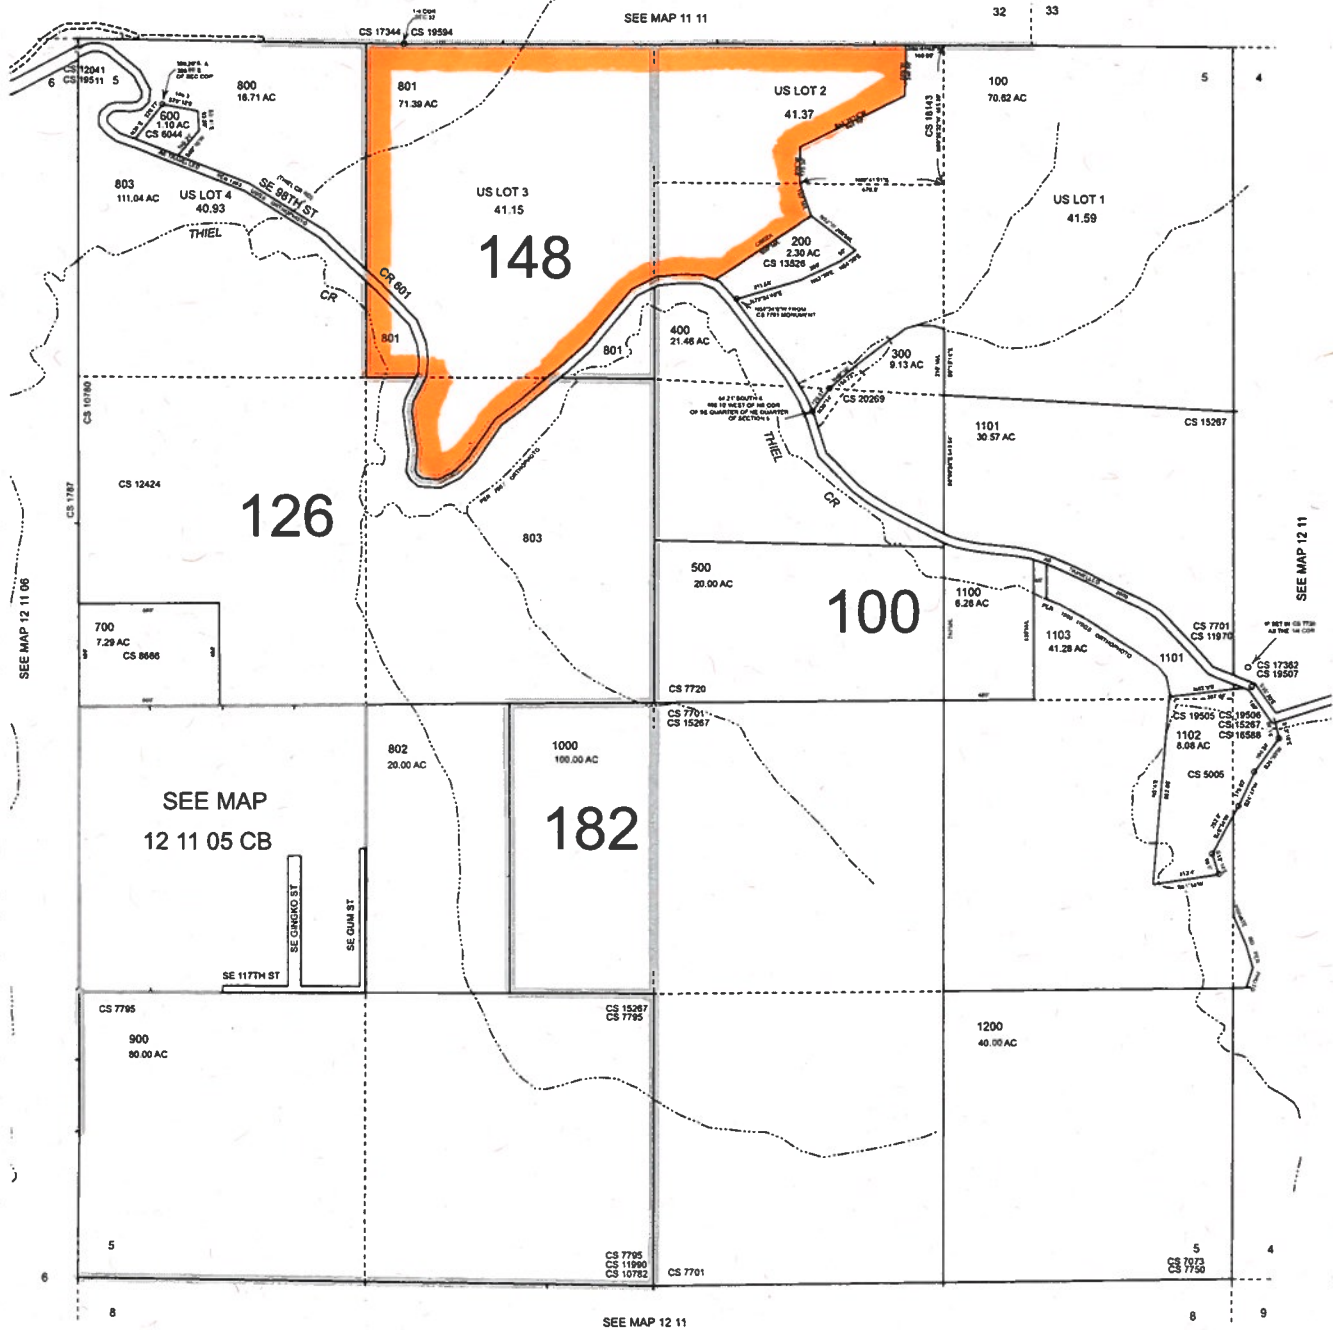 SEE MAP 11 11
32
33
CS 17344
CS 19594
6
CS 12041
CS 19511
5
800
16.71 AC
600
1.10 AC
CS 6044
801
71.39 AC
US LOT 2
41.37
CS 16143
100
70.62 AC
5
4
803
111.04 AC
US LOT 4
40.93
THIEL
SE 98TH ST
CR
CR 601
US LOT 3
41.15
148
US LOT 1
41.59
200
2.30 AC
CS 13526
801
801
400
21.46 AC
300
9.13 AC
CS 20269
CS 10780
1101
30.57 AC
CS 15267
THIEL
CR
CS 12424
CS 1787
126
803
500
20.00 AC
100
1100
6.26 AC
SEE MAP 12 11
SEE MAP 12 11 06
700
7.29 AC
CS 8666
1103
41.28 AC
1101
CS 7701
CS 11970
CS 17362
CS 19507
CS 7720
CS 7701
CS 15267
CS 19505
CS 19506
CS 15267
CS 16588
1102
8.08 AC
CS 5005
802
20.00 AC
1000
100.00 AC
182
SEE MAP
12 11 05 CB
SE GINGKO ST
SE GUM ST
SE 117TH ST
CS 7795
CS 15267
CS 7795
900
80.00 AC
1200
40.00 AC
5
6
8
CS 7795
CS 11990
CS 10782
CS 7701
5
4
CS 7073
CS 7750
SEE MAP 12 11
8
9